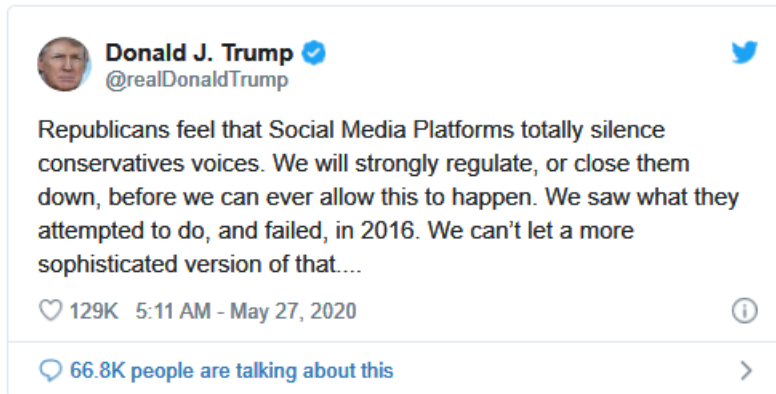 Donald J. Trump
@realDonaldTrump
Republicans feel that Social Media Platforms totally silence
conservatives voices. We will strongly regulate, or close them
down, before we can ever allow this to happen. We saw what they
attempted to do, and failed, in 2016. We can’t let a more
sophisticated version of that....
129K 5:11 AM - May 27, 2020
66.8K people are talking about this